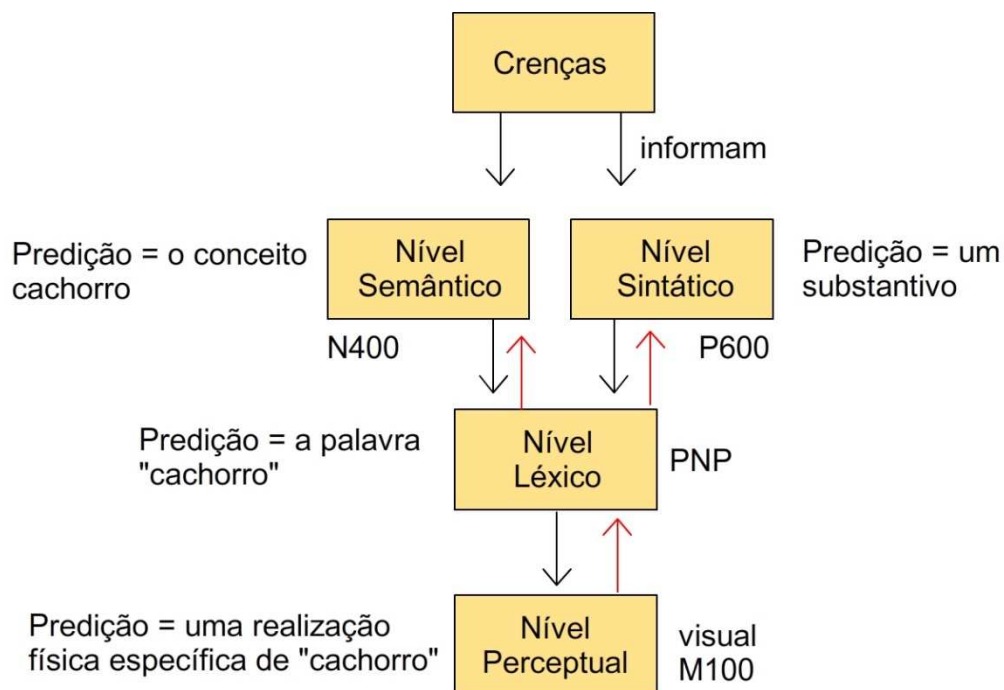 Crenças
informam
Predição = o conceito
cachorro
Nível
Semântico
Nível
Sintático
Predição = um
substantivo
N400
P600
Predição = a palavra
"cachorro"
Nível
Léxico
PNP
Predição = uma realização
física específica de "cachorro"
Nível
Perceptual
visual
M100